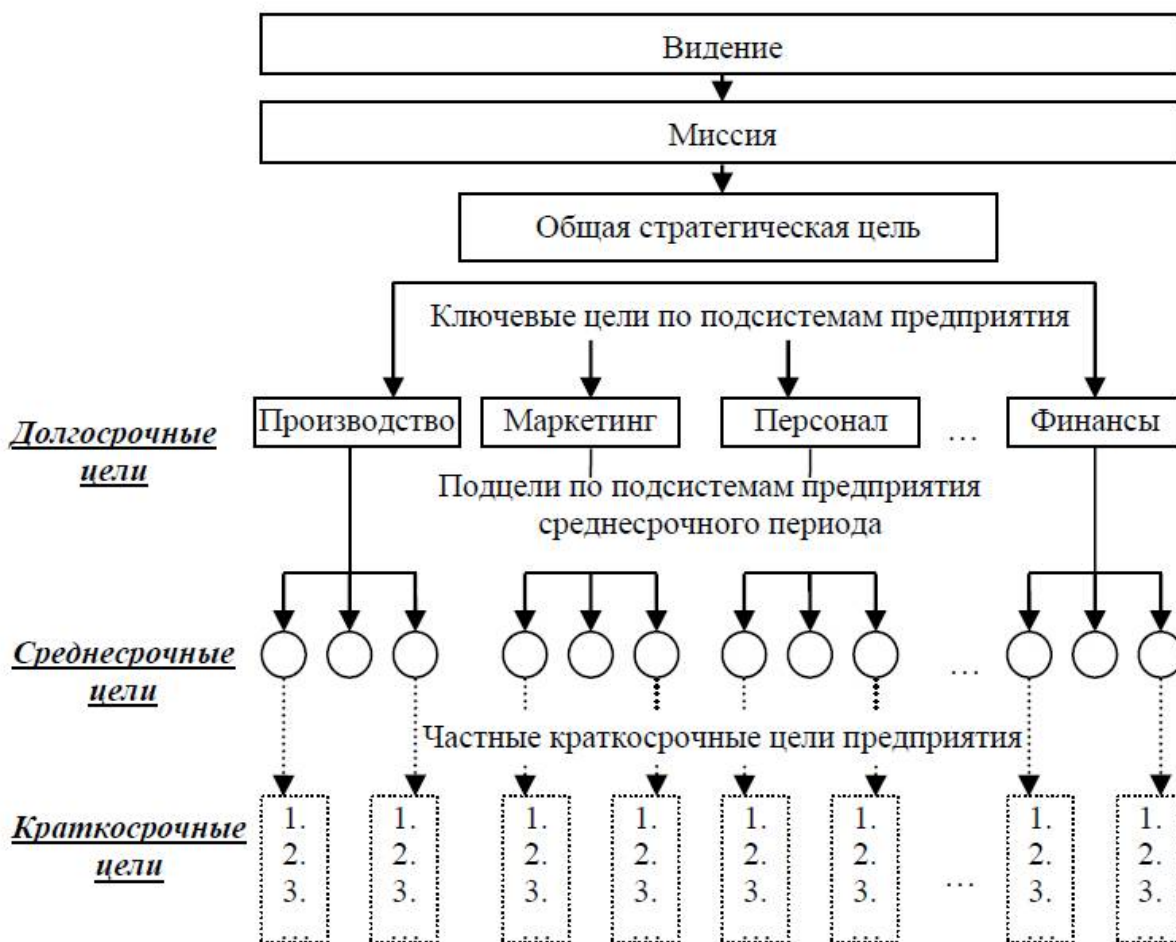 Видение
Миссия
Общая стратегическая цель
Ключевые цели по подсистемам предприятия
Долгосрочные
цели
Производство Маркетинг Персонал … Финансы
Подцели по подсистемам предприятия
среднесрочного периода
Среднесрочные
цели
…
Частные краткосрочные цели предприятия
Краткосрочные
цели
1. 1. 1. 1. 1. 1. 1. 1.
2. 2. 2. 2. 2. 2. 2. 2.
3. 3. 3. 3. 3. 3. … 3. 3.
… … … … … … … …